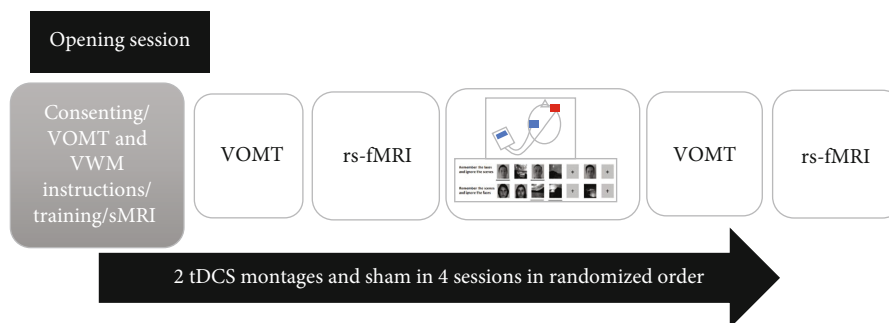 Opening session
Consenting/
VOMT and
VWM
instructions/
training/sMRI
VOMT
rs-fMRI
Remember the faces
and ignore the scenes
Remember the scenes
and ignore the faces
VOMT
rs-fMRI
2 tDCS montages and sham in 4 sessions in randomized order